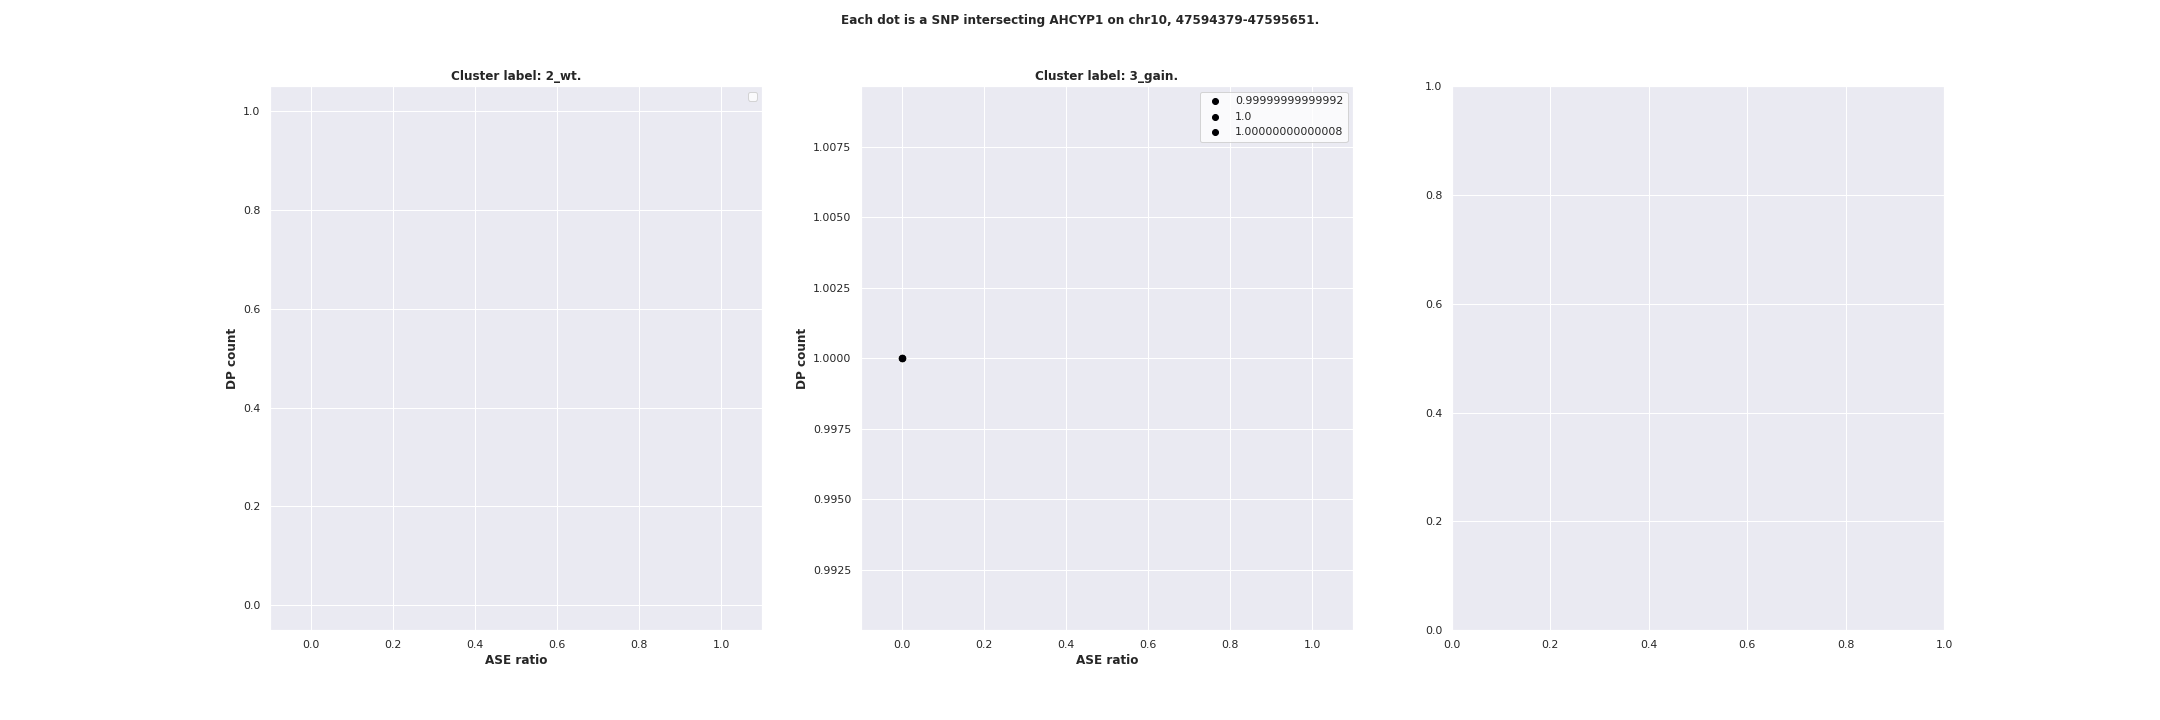 Each dot is a SNP intersecting AHCYP1 on chr10, 47594379-47595651.
Cluster label: 2_wt.
1.0
0.8
0.6
0.4
0.2
0.0
DP count
0.0 0.2 0.4 0.6 0.8 1.0
ASE ratio
Cluster label: 3_gain.
0.99999999999992
1.0
1.00000000000008
1.0075
1.0050
1.0025
1.0000
0.9975
0.9950
0.9925
DP count
0.0 0.2 0.4 0.6 0.8 1.0
ASE ratio
1.0
0.8
0.6
0.4
0.2
0.0
0.0 0.2 0.4 0.6 0.8 1.0